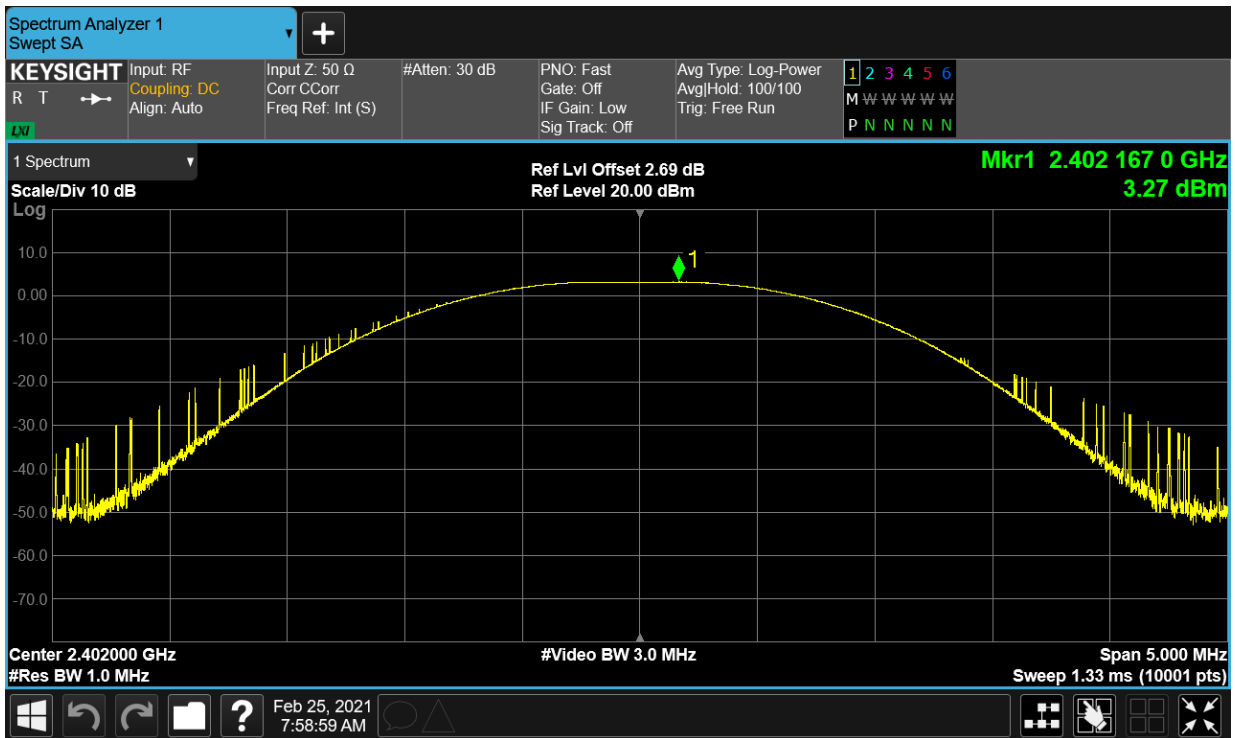 Spectrum Analyzer 1
Swept SA
KEYSIGHT
R T
LXI
Input: RF
Coupling: DC
Align: Auto
Input Z: 50 Ω
Corr CCorr
Freq Ref: Int (S)
#Atten: 30 dB
PNO: Fast
Gate: Off
IF Gain: Low
Sig Track: Off
Avg Type: Log-Power
Avg|Hold: 100/100
Trig: Free Run
1 2 3 4 5 6
M W W W W W
P N N N N N
1 Spectrum
Scale/Div 10 dB
Log
Ref Lvl Offset 2.69 dB
Ref Level 20.00 dBm
Mkr1 2.402 167 0 GHz
3.27 dBm
1
10.0
0.00
-10.0
-20.0
-30.0
-40.0
-50.0
-60.0
-70.0
Center 2.402000 GHz
#Res BW 1.0 MHz
#Video BW 3.0 MHz
Span 5.000 MHz
Sweep 1.33 ms (10001 pts)
?
Feb 25, 2021
7:58:59 AM